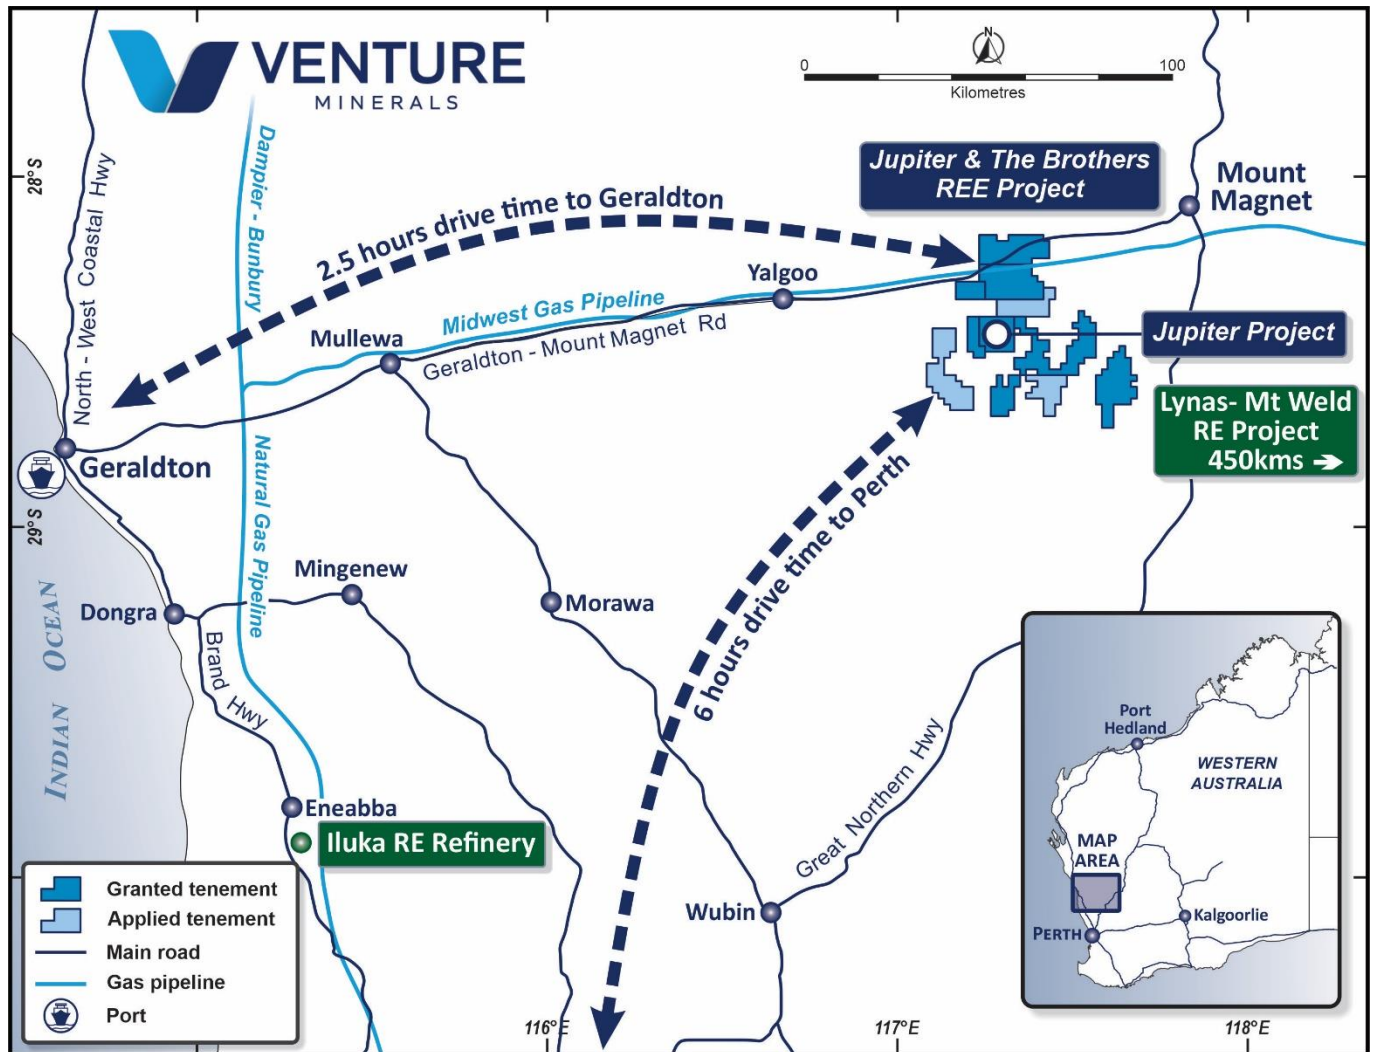 VENTURE
MINERALS
N
0
100
Kilometres
28°S
29°S
North - West Coastal Hwy
Dampier - Bunbury
Natural Gas Pipeline
2.5 hours drive time to Geraldton
Jupiter & The Brothers
REE Project
Mount
Magnet
Yalgoo
Midwest Gas Pipeline
Geraldton - Mount Magnet Rd
Mullewa
Jupiter Project
Lynas- Mt Weld
RE Project
450kms
Geraldton
6 hours drive time to Perth
Mingenew
Dongra
Morawa
Brand Hwy
INDIAN OCEAN
Eneabba
Iluka RE Refinery
Great Northern Hwy
Wubin
Port
Hedland
WESTERN
AUSTRALIA
MAP
AREA
Kalgoorlie
PERTH
Granted tenement
Applied tenement
Main road
Gas pipeline
Port
116°E
117°E
118°E